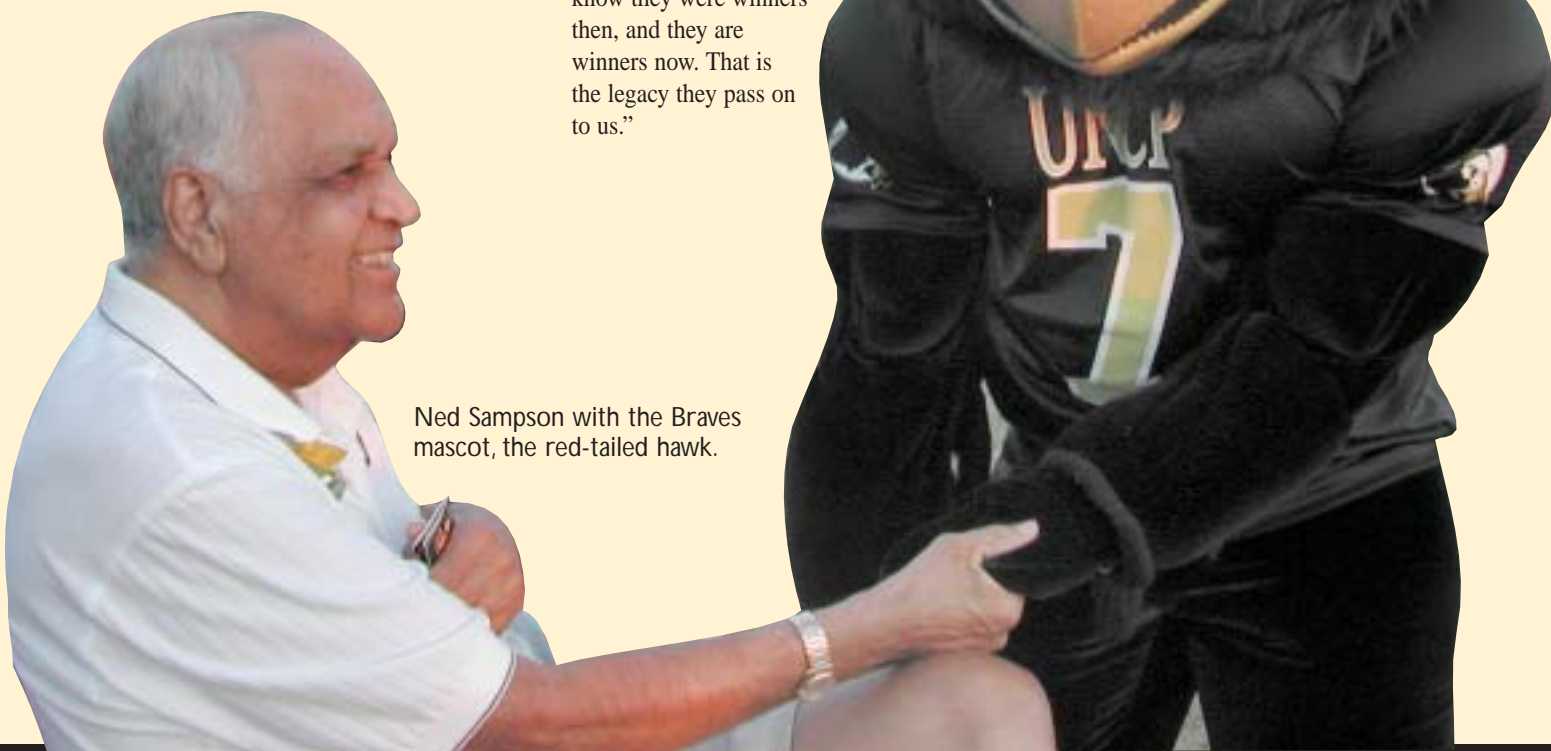 know they were winners
then, and they are
winners now. That is
the legacy they pass on
to us.”
UNCP
7
Ned Sampson with the Braves
mascot, the red-tailed hawk.